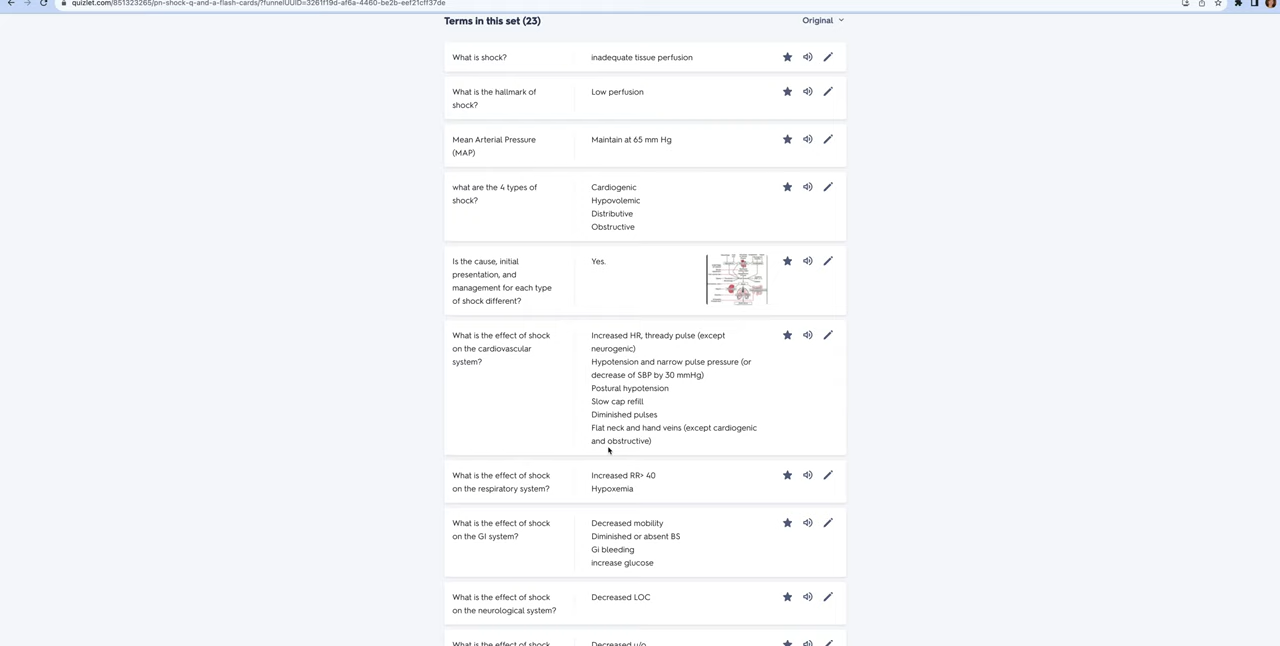 quizlet.com/851323265/pn-shock-q-and-a-flash-cards/?funnelUUID=3261f19d-af6a-4460-be2b-eef21cff37de
Terms in this set (23)
Original
What is shock?
inadequate tissue perfusion
What is the hallmark of
shock?
Low perfusion
Mean Arterial Pressure
(MAP)
Maintain at 65 mm Hg
what are the 4 types of
shock?
Cardiogenic
Hypovolemic
Distributive
Obstructive
Is the cause, initial
presentation, and
management for each type
of shock different?
Yes.
What is the effect of shock
on the cardiovascular
system?
Increased HR, thready pulse (except
neurogenic)
Hypotension and narrow pulse pressure (or
decrease of SBP by 30 mmHg)
Postural hypotension
Slow cap refill
Diminished pulses
Flat neck and hand veins (except cardiogenic
and obstructive)
What is the effect of shock
on the respiratory system?
Increased RR> 40
Hypoxemia
What is the effect of shock
on the GI system?
Decreased mobility
Diminished or absent BS
Gi bleeding
increase glucose
What is the effect of shock
on the neurological system?
Decreased LOC
What is the effect of shock
Decreased u/o